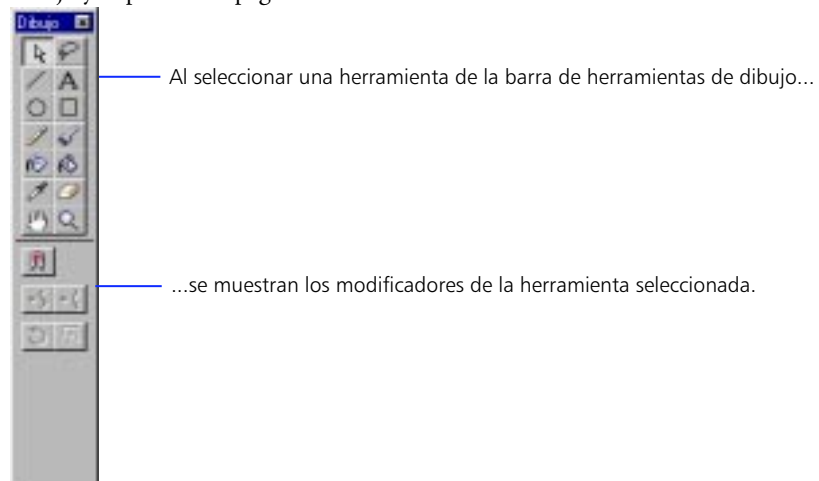 Dibujo
A
Al seleccionar una herramienta de la barra de herramientas de dibujo...
...se muestran los modificadores de la herramienta seleccionada.